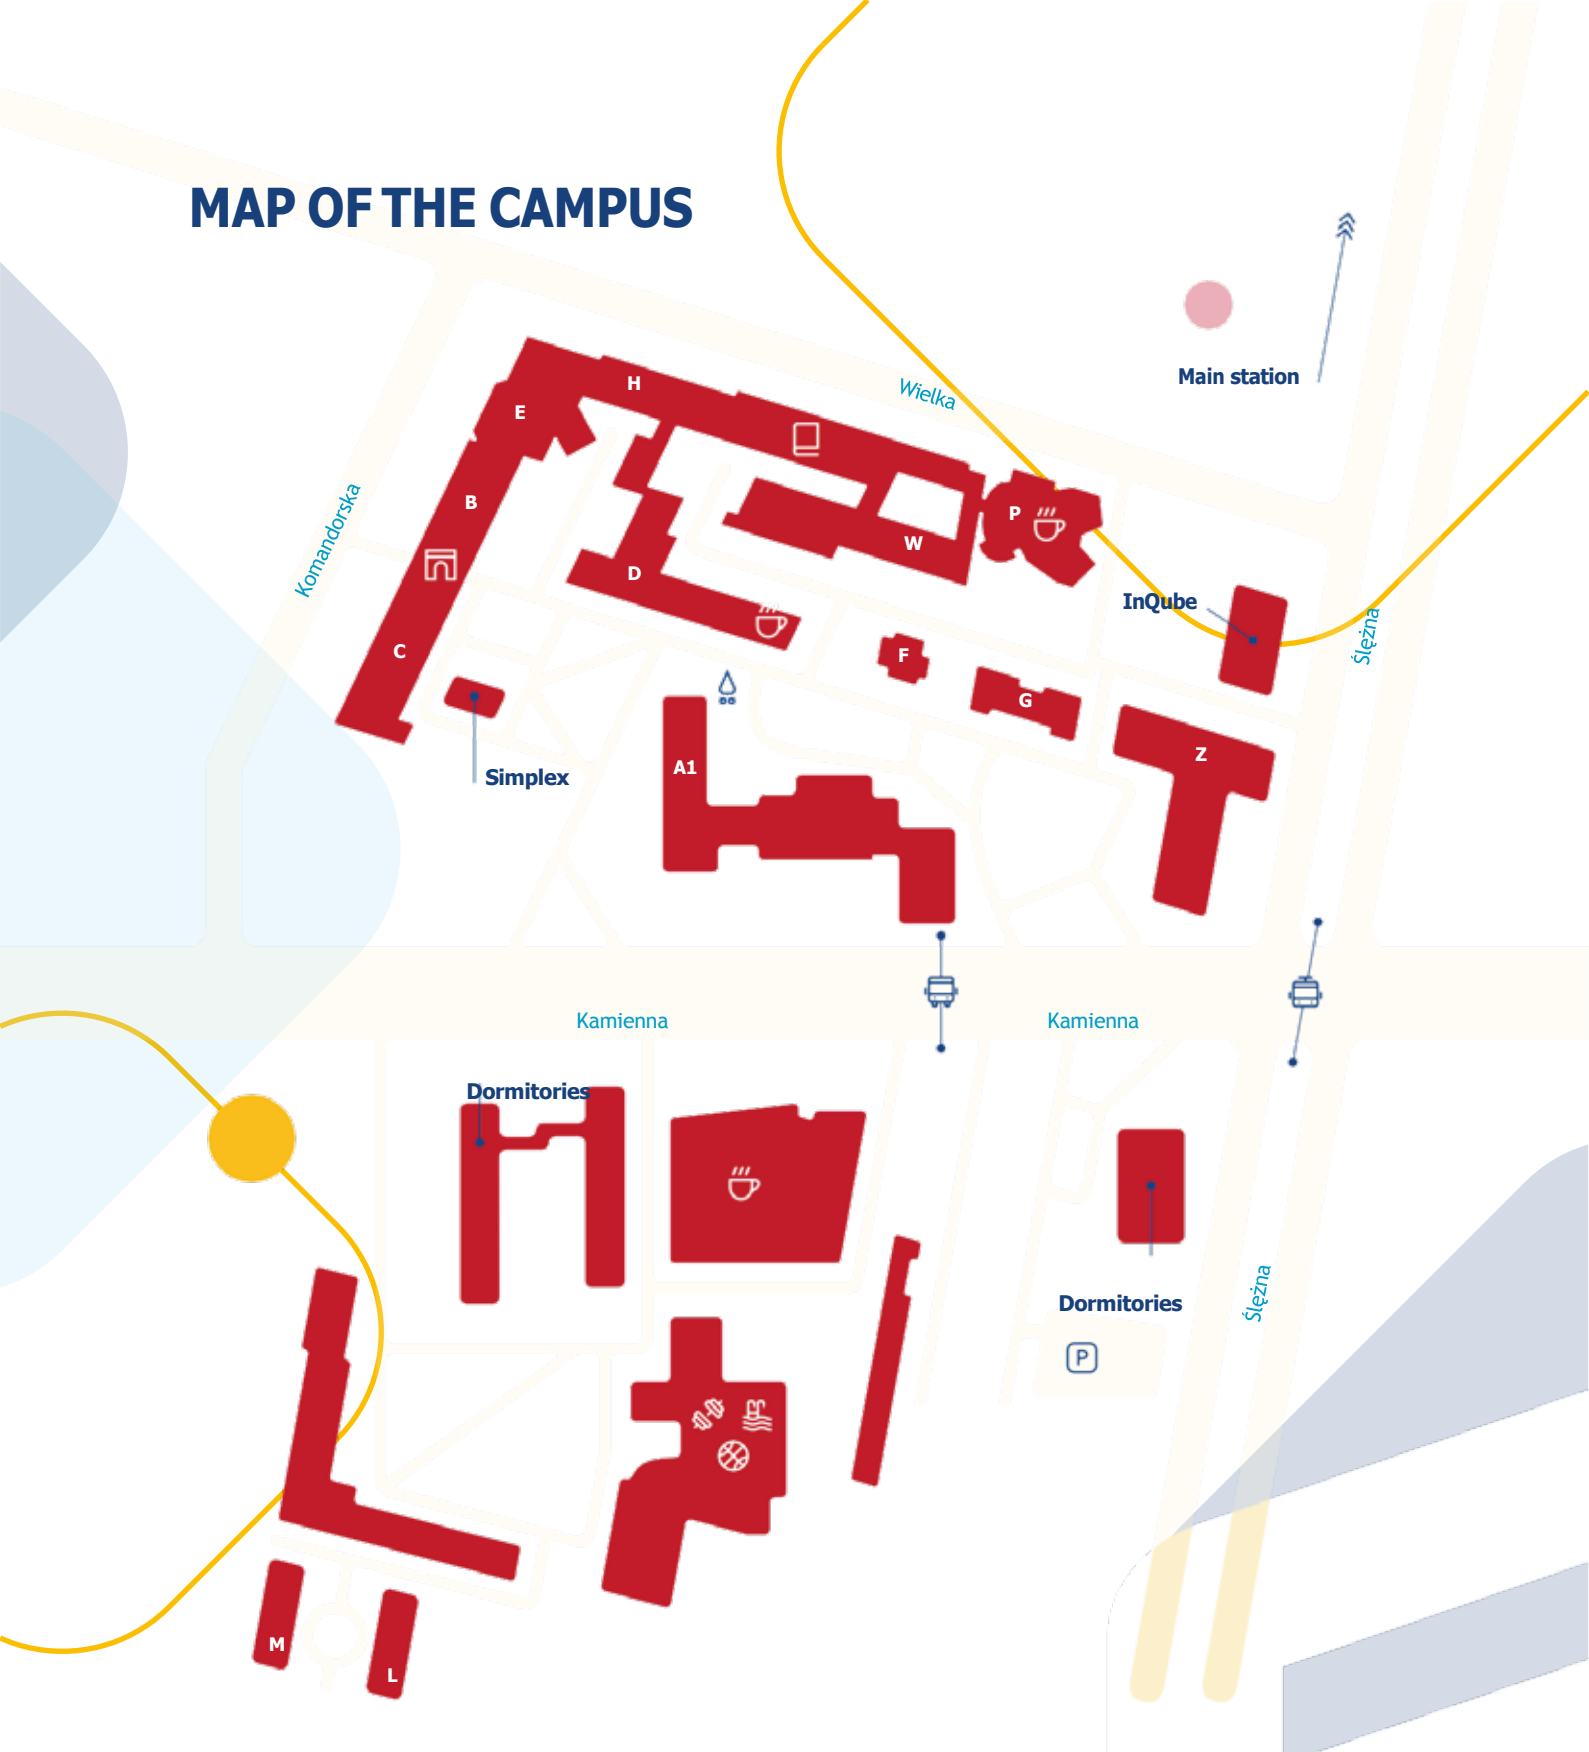 MAP OF THE CAMPUS
Main station
H
Wielka
E
B
P
Komandorska
W
D
InQube
Ślężna
C
F
G
Z
A1
Simplex
Kamienna
Kamienna
Dormitories
Ślężna
Dormitories
P
M
L